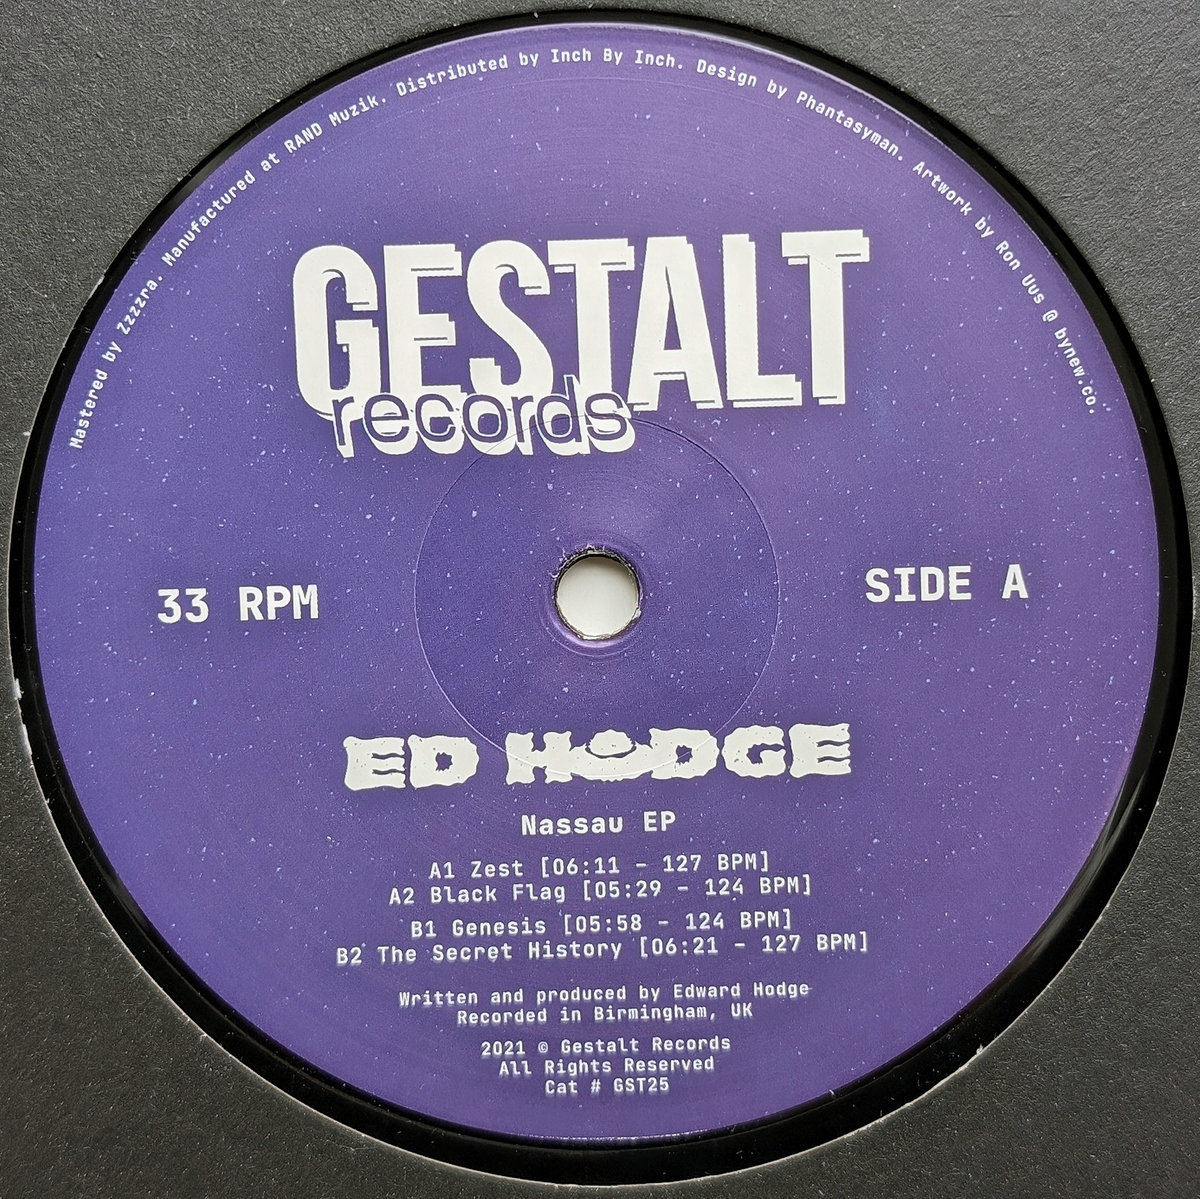 Mastered by Zzzzra. Manufactured at RAND Muzik. Distributed by Inch By Inch. Design by Phantasyman. Artwork by Ron Uus @ bynew.co.
GESTALT
records
33 RPM
SIDE A
ED HODGE
Nassau EP
A1 Zest [06:11 - 127 BPM]
A2 Black Flag [05:29 - 124 BPM]
B1 Genesis [05:58 - 124 BPM]
B2 The Secret History [06:21 - 127 BPM]
Written and produced by Edward Hodge
Recorded in Birmingham, UK
2021 © Gestalt Records
All Rights Reserved
Cat # GST25